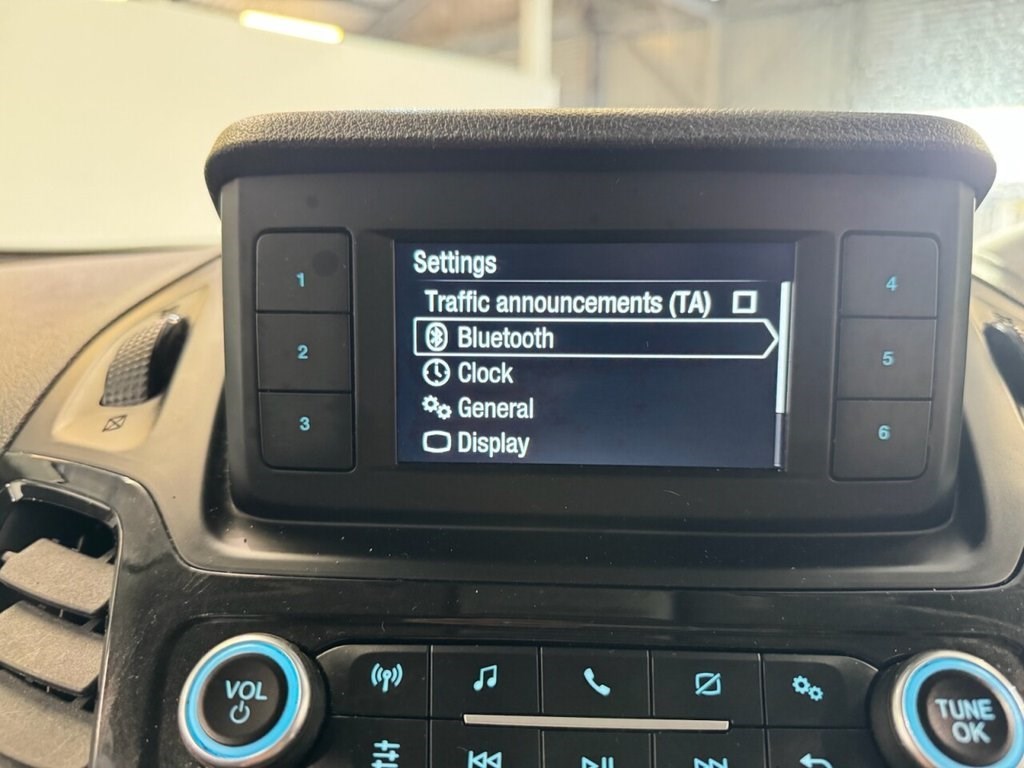 Settings
Traffic announcements (TA)
Bluetooth
Clock
General
Display
1
2
3
4
5
6
VOL
TUNE
OK